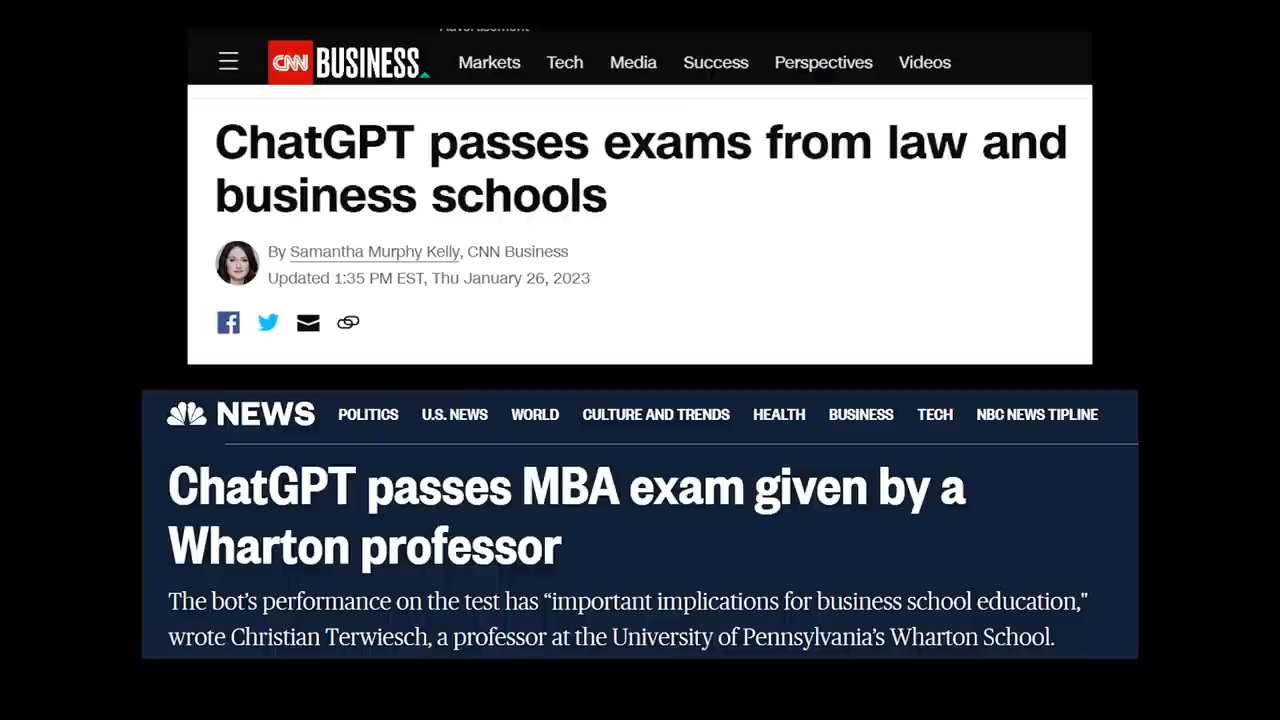 Advertisement
CNN BUSINESS Markets Tech Media Success Perspectives Videos
ChatGPT passes exams from law and
business schools
By Samantha Murphy Kelly, CNN Business
Updated 1:35 PM EST, Thu January 26, 2023
NEWS POLITICS U.S. NEWS WORLD CULTURE AND TRENDS HEALTH BUSINESS TECH NBC NEWS TIPLINE
ChatGPT passes MBA exam given by a
Wharton professor
The bot’s performance on the test has “important implications for business school education,"
wrote Christian Terwiesch, a professor at the University of Pennsylvania’s Wharton School.